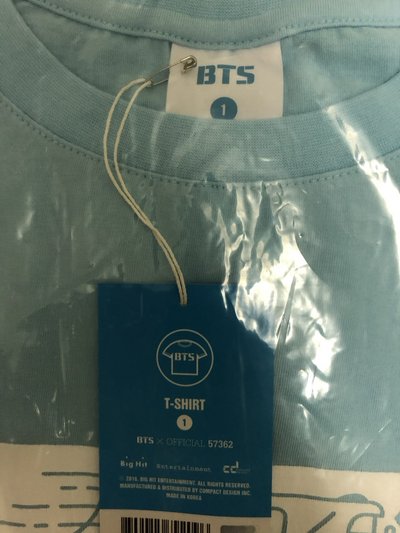 BTS
1
BTS
T-SHIRT
1
BTS × OFFICIAL 57362
Big Hit Entertainment cd
© 2016. BIG HIT ENTERTAINMENT. ALL RIGHTS RESERVED.
MANUFACTURED & DISTRIBUTED BY COMPACT DESIGN INC.
MADE IN KOREA